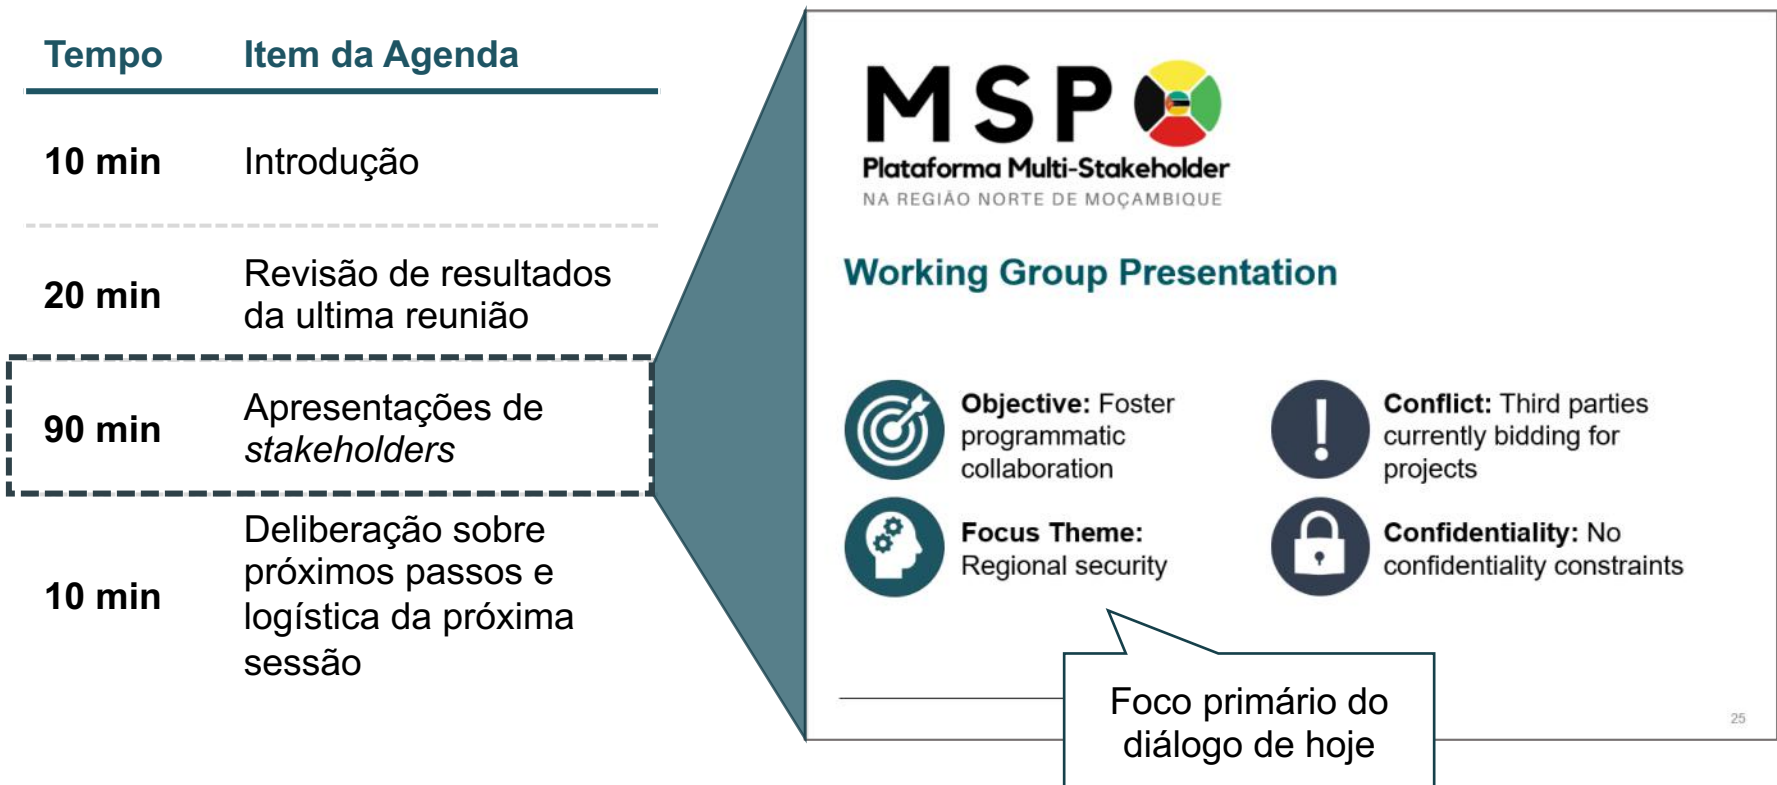 Tempo Item da Agenda
10 min Introdução
20 min Revisão de resultados
da ultima reunião
90 min Apresentações de
stakeholders
10 min Deliberação sobre
próximos passos e
logística da próxima
sessão
MSP
Plataforma Multi-Stakeholder
NA REGIÃO NORTE DE MOÇAMBIQUE
Working Group Presentation
Objective: Foster
programmatic
collaboration
Conflict: Third parties
currently bidding for
projects
Focus Theme:
Regional security
Confidentiality: No
confidentiality constraints
Foco primário do
diálogo de hoje
25